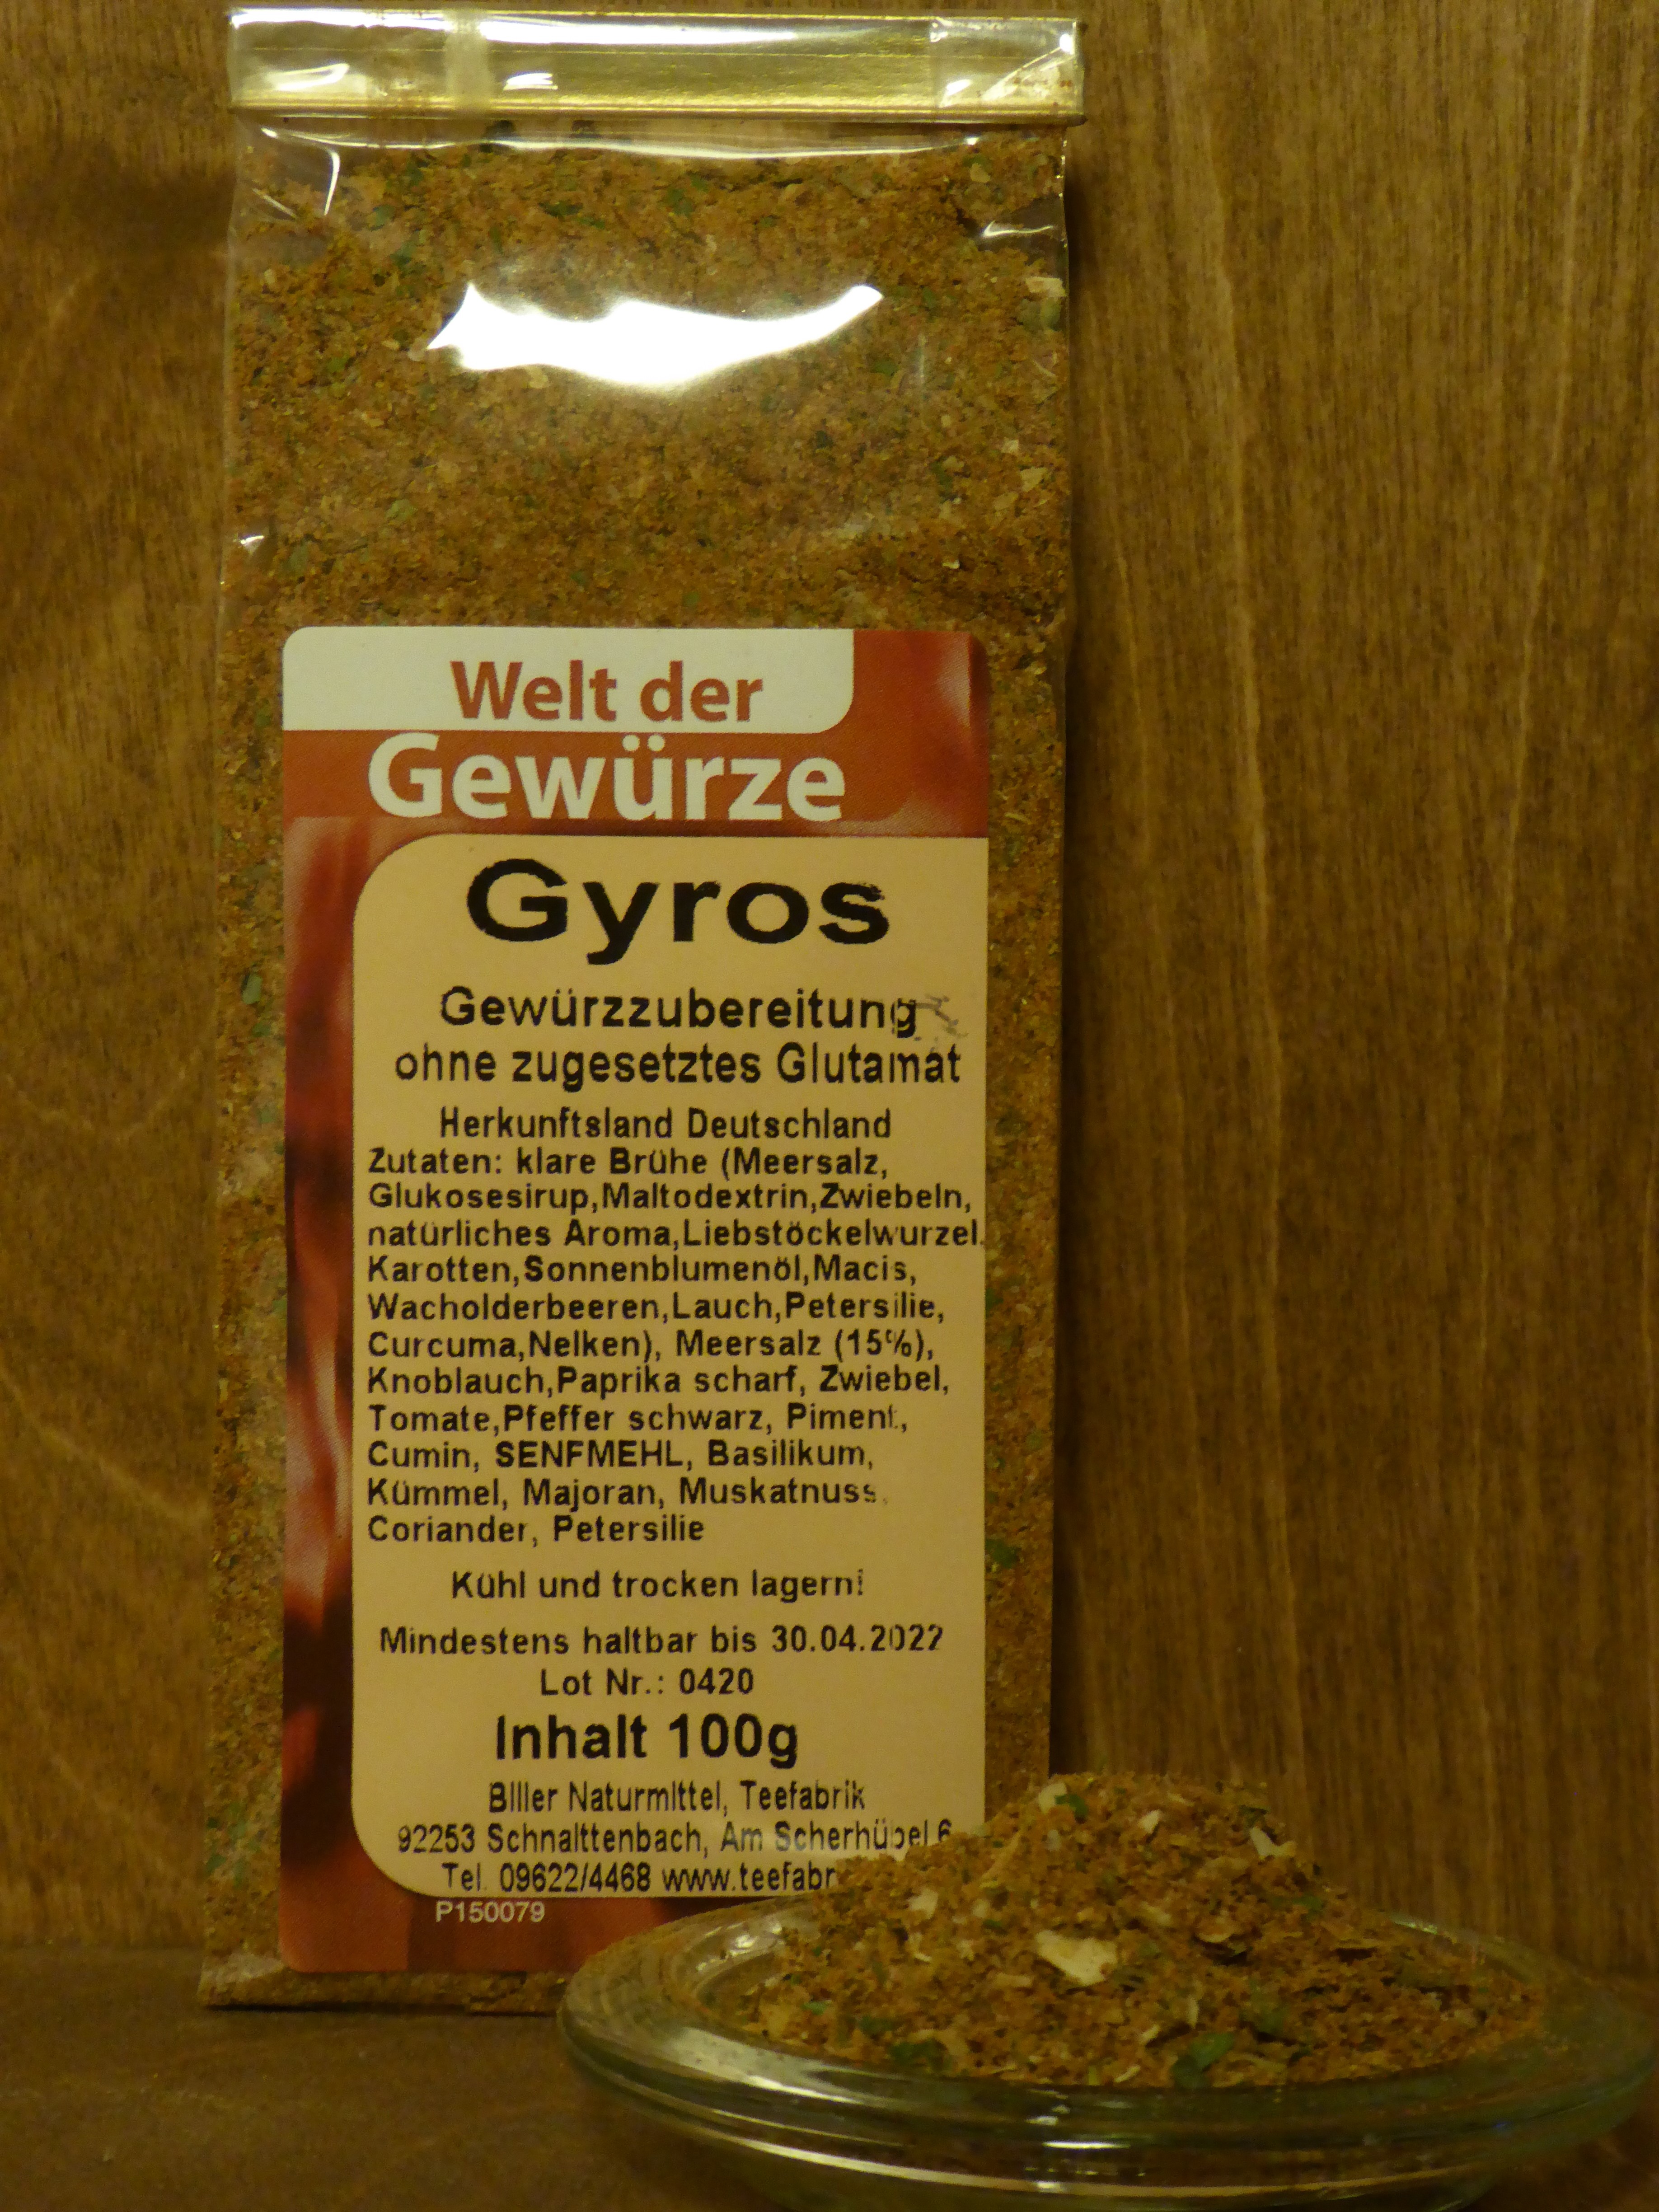 Welt der
Gewürze
Gyros
Gewürzzubereitung
ohne zugesetztes Glutamat
Herkunftsland Deutschland
Zutaten: klare Brühe (Meersalz,
Glukosesirup,Maltodextrin,Zwiebeln,
natürliches Aroma,Liebstöckelwurzel,
Karotten,Sonnenblumenöl,Macis,
Wacholderbeeren,Lauch,Petersilie,
Curcuma,Nelken), Meersalz (15%),
Knoblauch,Paprika scharf, Zwiebel,
Tomate,Pfeffer schwarz, Piment,
Cumin, SENFMEHL, Basilikum,
Kümmel, Majoran, Muskatnuss,
Coriander, Petersilie
Kühl und trocken lagern!
Mindestens haltbar bis 30.04.2022
Lot Nr.: 0420
Inhalt 100g
Biller Naturmittel, Teefabrik
92253 Schnaittenbach, Am Scherhübel 6
Tel. 09622/4468 www.teefabr
P150079